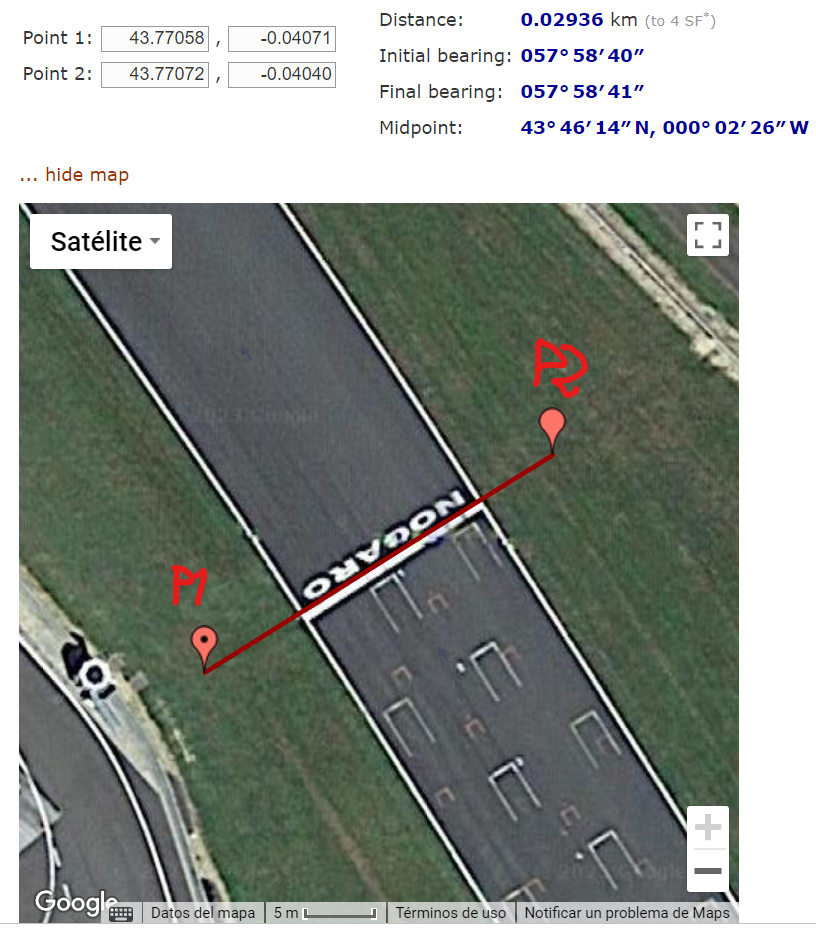 Point 1: 43.77058 , -0.04071
Point 2: 43.77072 , -0.04040
Distance: 0.02936 km (to 4 SF*)
Initial bearing: 057° 58′ 40″
Final bearing: 057° 58′ 41″
Midpoint: 43° 46′ 14″ N, 000° 02′ 26″ W
... hide map
Satélite
P2
NOGARO
P1
Google
Datos del mapa
5 m
Términos de uso
Notificar un problema de Maps